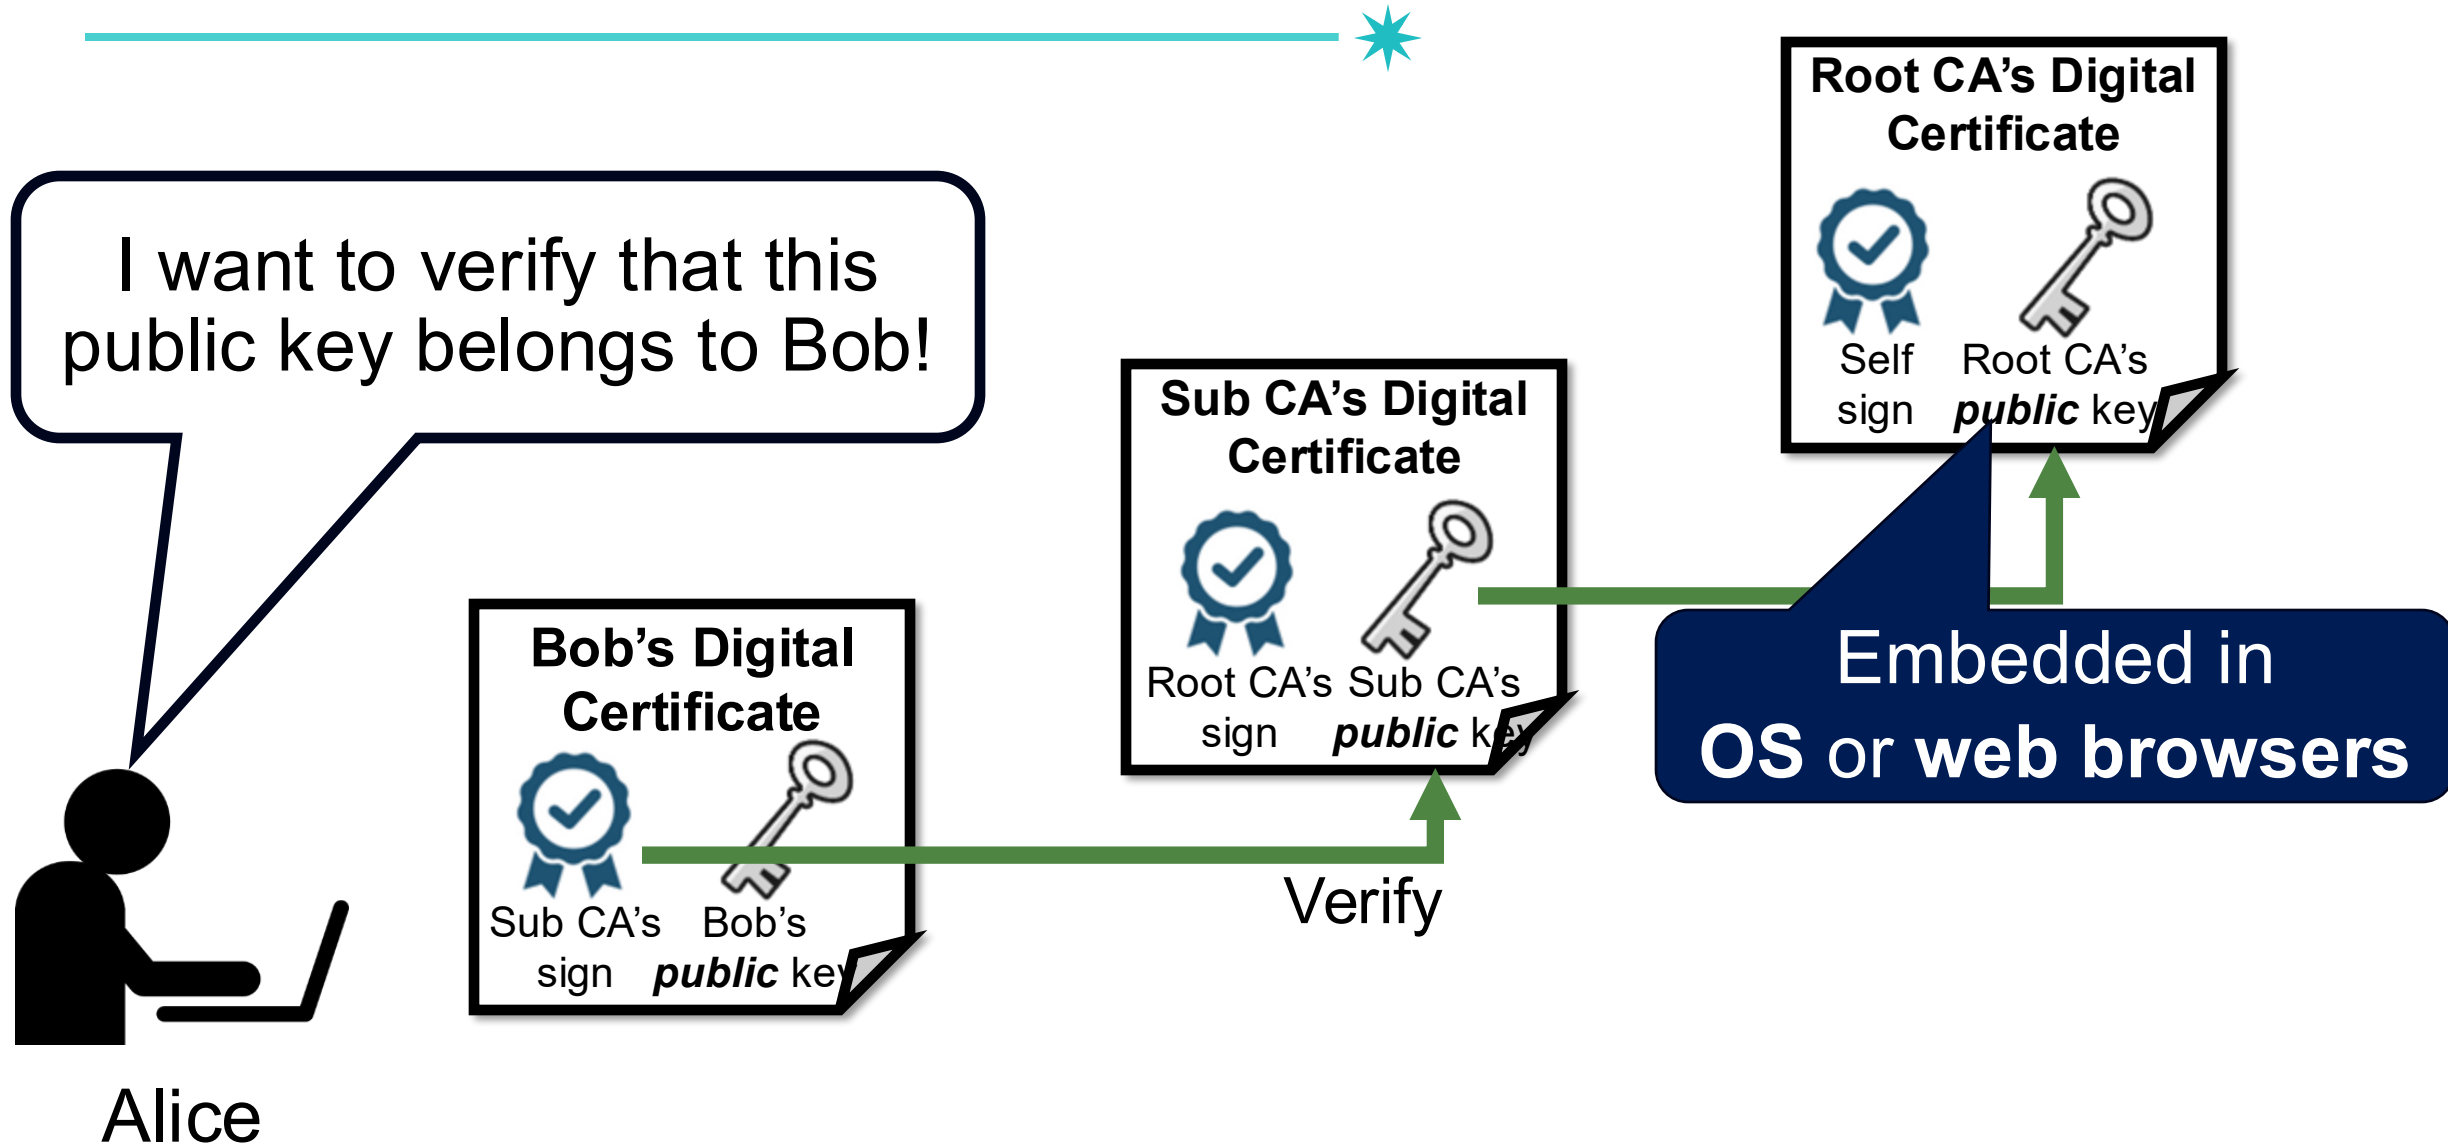 I want to verify that this
public key belongs to Bob!
Alice
Bob’s Digital
Certificate
Sub CA’s
sign
Bob’s
public key
Verify
Sub CA’s Digital
Certificate
Root CA’s
sign
Sub CA’s
public key
Root CA’s Digital
Certificate
Self
sign
Root CA’s
public key
Embedded in
OS or web browsers